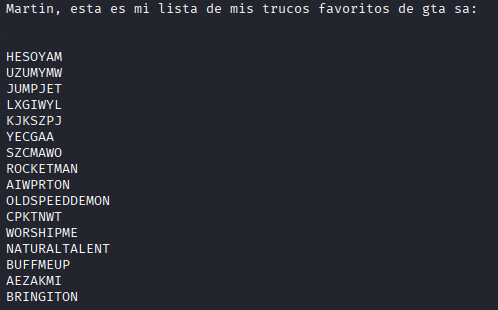 Martin, esta es mi lista de mis trucos favoritos de gta sa:
HESOYAM
UZUMYMW
JUMPJET
LXGIWYL
KJKSZPJ
YECGAA
SZCMAWO
ROCKETMAN
AIWPRTON
OLDSPEEDDEMON
CPKTNWT
WORSHIPME
NATURALTALENT
BUFFMEUP
AEZAKMI
BRINGITON